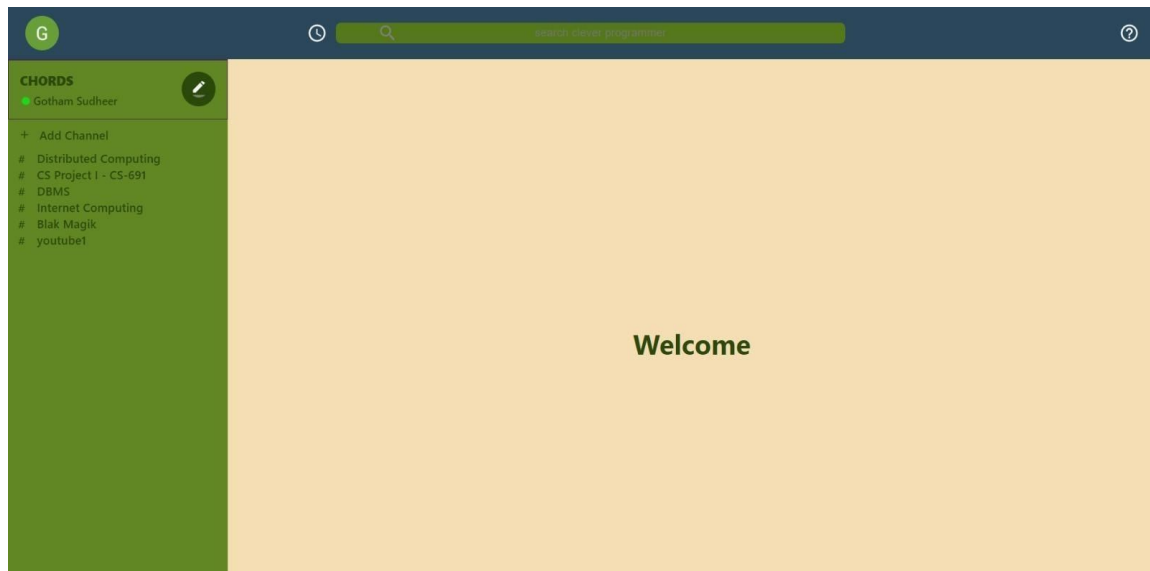 G
search clever programmer
CHORDS
Gotham Sudheer
+ Add Channel
# Distributed Computing
# CS Project I - CS-691
# DBMS
# Internet Computing
# Blak Magik
# youtube1
Welcome